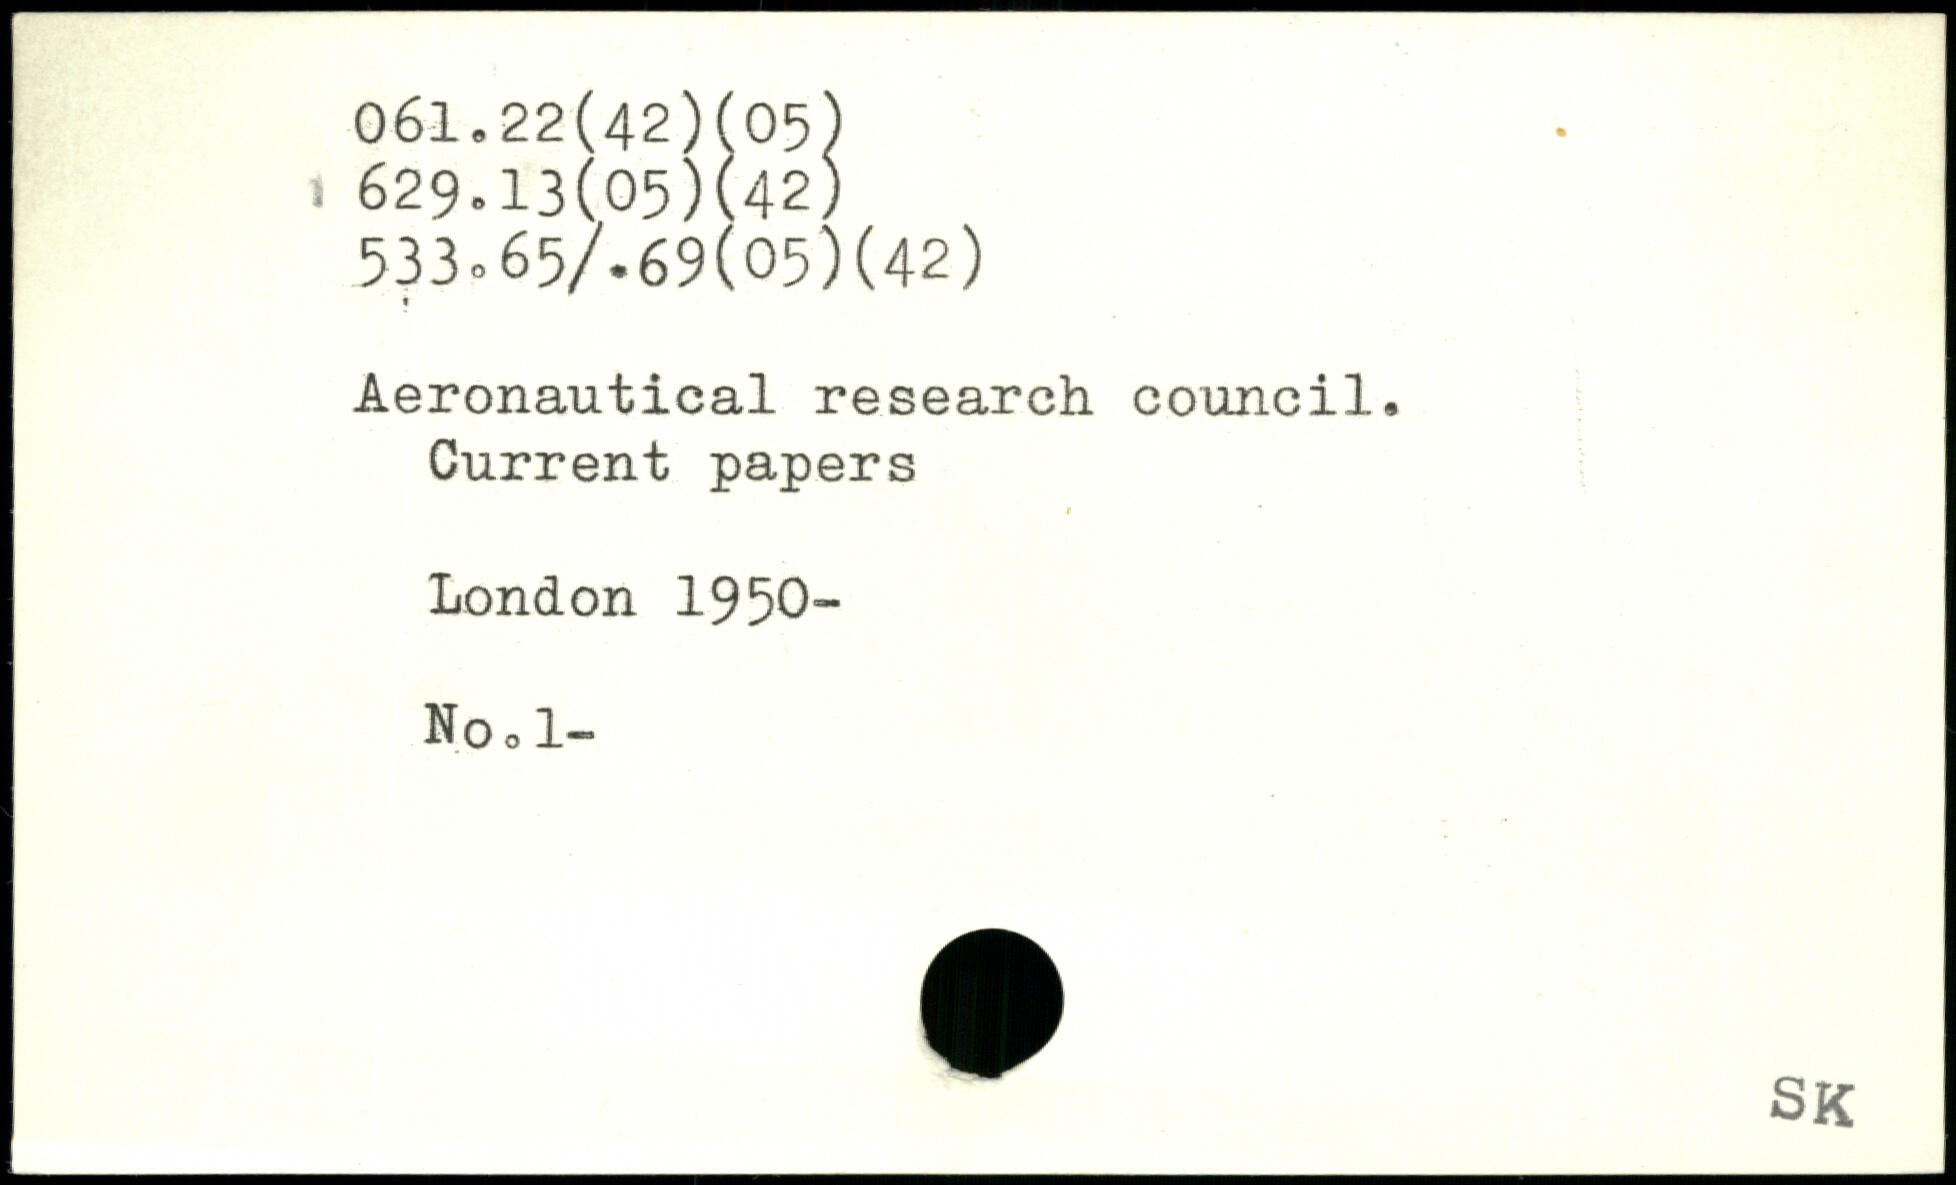 061.22(42)(05)
629.13(05)(42)
533.65/.69(05)(42)
Aeronautical research council.
Current papers
London 1950-
No.1-
SK